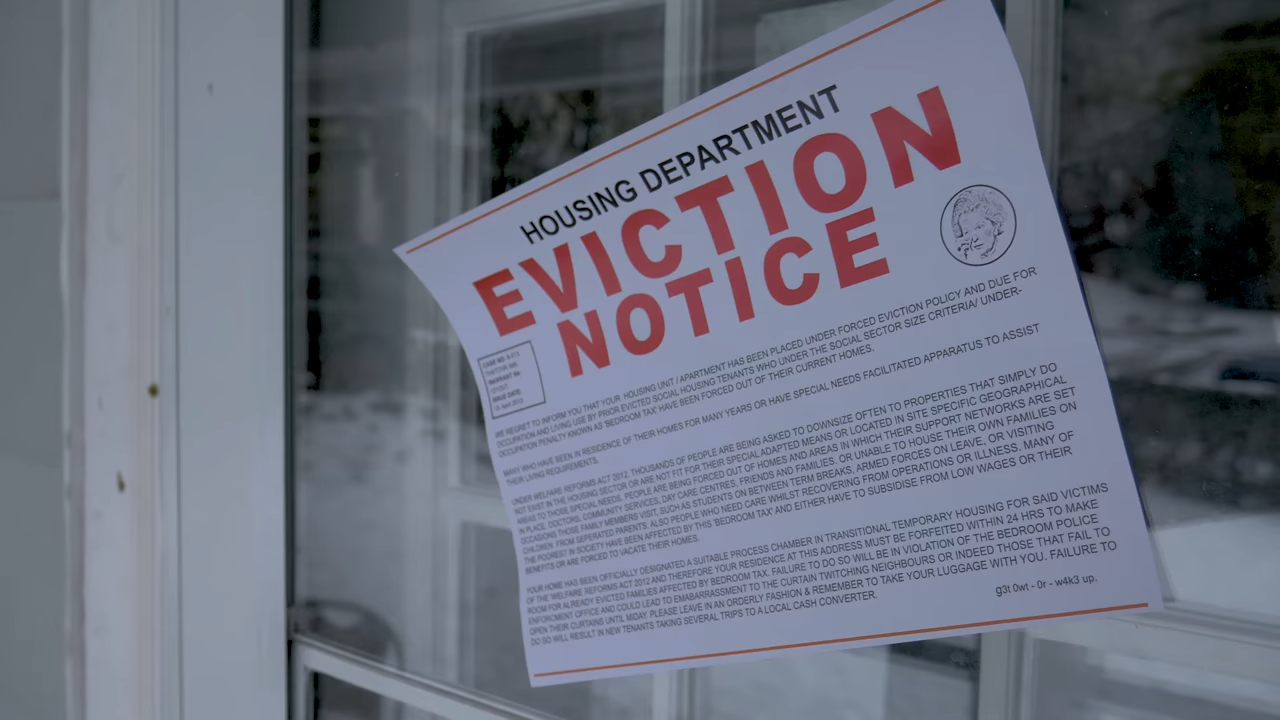 HOUSING DEPARTMENT
EVICTION
NOTICE
CASE NO:
WARRANT No
ISSUE DATE:
WE REGRET TO INFORM YOU THAT YOUR HOUSING UNIT / APARTMENT HAS BEEN PLACED UNDER FORCED EVICTION POLICY AND DUE FOR
OCCUPATION AND LIVING USE BY PRIOR EVICTED SOCIAL HOUSING TENANTS WHO UNDER THE SOCIAL SECTOR SIZE CRITERIA/ UNDER-
OCCUPATION PENALTY KNOWN AS 'BEDROOM TAX' HAVE BEEN FORCED OUT OF THEIR CURRENT HOMES.
MANY WHO HAVE BEEN IN RESIDENCE OF THEIR HOMES FOR MANY YEARS OR HAVE SPECIAL NEEDS FACILITATED APPARATUS TO ASSIST
THEIR LIVING REQUIREMENTS.
UNDER WELFARE REFORMS ACT 2012, THOUSANDS OF PEOPLE ARE BEING ASKED TO DOWNSIZE OFTEN TO PROPERTIES THAT SIMPLY DO
NOT EXIST IN THE HOUSING SECTOR OR ARE NOT FIT FOR THEIR SPECIAL ADAPTED MEANS OR LOCATED IN SITE SPECIFIC GEOGRAPHICAL
AREAS TO THOSE SPECIAL NEEDS. PEOPLE ARE BEING FORCED OUT OF HOMES AND AREAS IN WHICH THEIR SUPPORT NETWORKS ARE SET
IN PLACE. DOCTORS, COMMUNITY SERVICES, DAY CARE CENTRES, FRIENDS AND FAMILIES. OR UNABLE TO HOUSE THEIR OWN FAMILIES ON
OCCASIONS THOSE FAMILY MEMBERS VISIT, SUCH AS STUDENTS ON BETWEEN TERM BREAKS, ARMED FORCES ON LEAVE, OR VISITING
CHILDREN FROM SEPERATED PARENTS. ALSO PEOPLE WHO NEED CARE WHILST RECOVERING FROM OPERATIONS OR ILLNESS. MANY OF
THE POOREST IN SOCIETY HAVE BEEN AFFECTED BY THIS 'BEDROOM TAX' AND EITHER HAVE TO SUBSIDISE FROM LOW WAGES OR THEIR
BENEFITS OR ARE FORCED TO VACATE THEIR HOMES.
YOUR HOME HAS BEEN OFFICIALLY DESIGNATED A SUITABLE PROCESS CHAMBER IN TRANSITIONAL TEMPORARY HOUSING FOR SAID VICTIMS
OF THE 'WELFARE REFORMS ACT 2012 AND THEREFORE YOUR RESIDENCE AT THIS ADDRESS MUST BE FORFEITED WITHIN 24 HRS TO MAKE
ROOM FOR ALREADY EVICTED FAMILIES AFFECTED BY BEDROOM TAX. FAILURE TO DO SO WILL BE IN VIOLATION OF THE BEDROOM POLICE
ENFORCMENT OFFICE AND COULD LEAD TO EMABARRASSMENT TO THE CURTAIN TWITCHING NEIGHBOURS OR INDEED THOSE THAT FAIL TO
OPEN THEIR CURTAINS UNTIL MIDAY. PLEASE LEAVE IN AN ORDERLY FASHION & REMEMBER TO TAKE YOUR LUGGAGE WITH YOU. FAILURE TO
DO SO WILL RESULT IN NEW TENANTS TAKING SEVERAL TRIPS TO A LOCAL CASH CONVERTER.
g3t 0wt - 0r - w4k3 up.